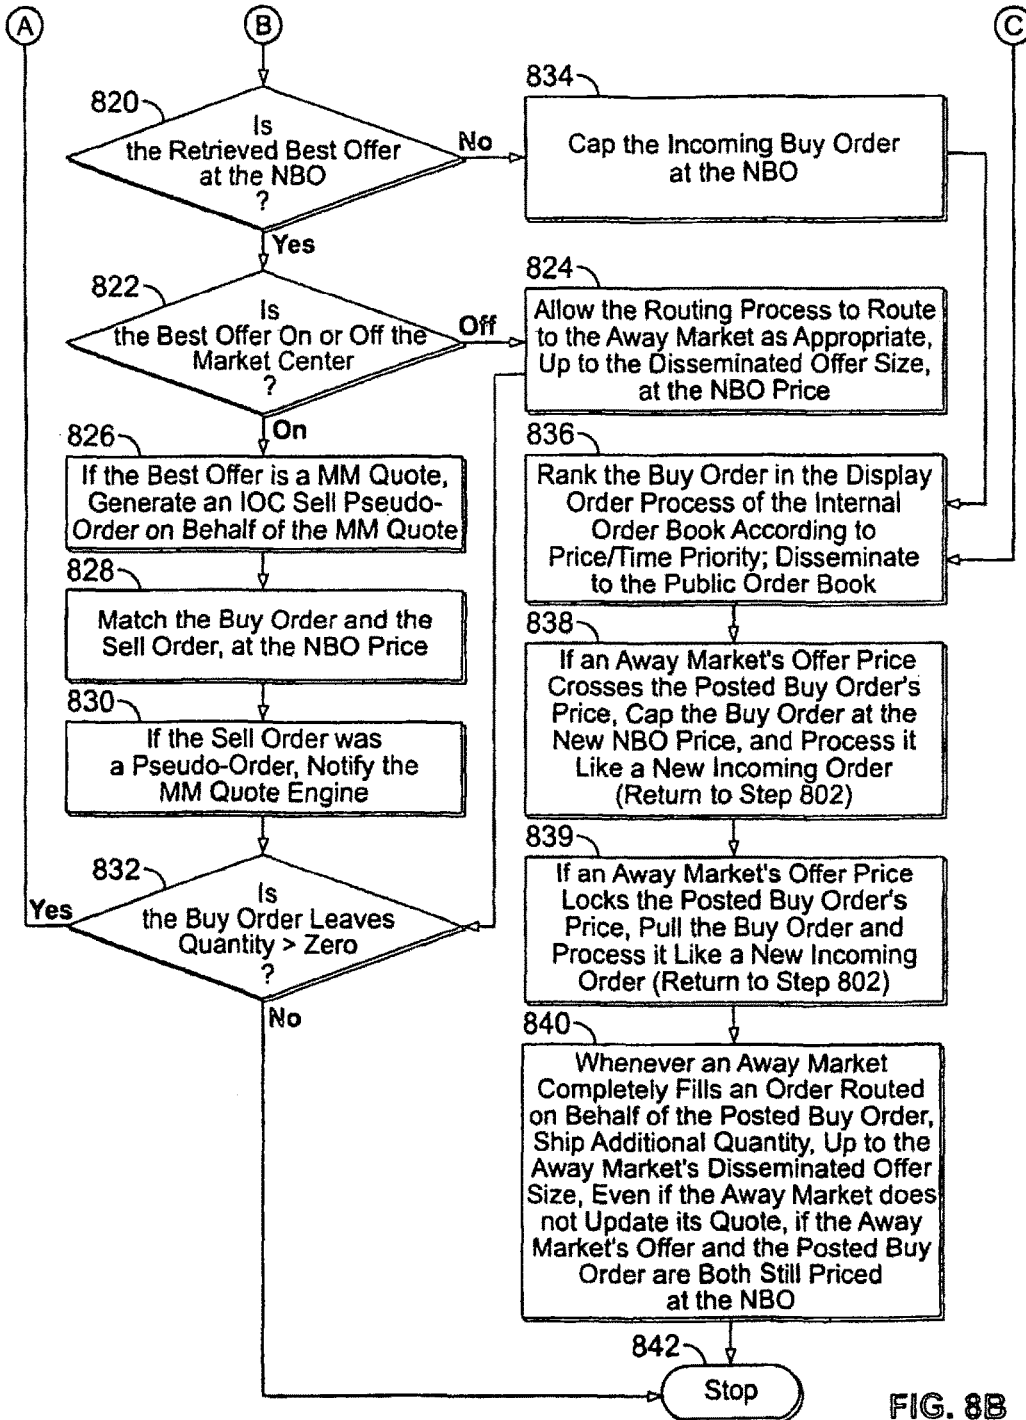 A
B
C
820
Is
the Retrieved Best Offer
at the NBO
?
No
Yes
834
Cap the Incoming Buy Order
at the NBO
822
Is
the Best Offer On or Off the
Market Center
?
Off
On
824
Allow the Routing Process to Route
to the Away Market as Appropriate,
Up to the Disseminated Offer Size,
at the NBO Price
826
If the Best Offer is a MM Quote,
Generate an IOC Sell Pseudo-
Order on Behalf of the MM Quote
828
Match the Buy Order and the
Sell Order, at the NBO Price
830
If the Sell Order was
a Pseudo-Order, Notify the
MM Quote Engine
832
Is
the Buy Order Leaves
Quantity > Zero
?
Yes
No
836
Rank the Buy Order in the Display
Order Process of the Internal
Order Book According to
Price/Time Priority; Disseminate
to the Public Order Book
838
If an Away Market's Offer Price
Crosses the Posted Buy Order's
Price, Cap the Buy Order at the
New NBO Price, and Process it
Like a New Incoming Order
(Return to Step 802)
839
If an Away Market's Offer Price
Locks the Posted Buy Order's
Price, Pull the Buy Order and
Process it Like a New Incoming
Order (Return to Step 802)
840
Whenever an Away Market
Completely Fills an Order Routed
on Behalf of the Posted Buy Order,
Ship Additional Quantity, Up to the
Away Market's Disseminated Offer
Size, Even if the Away Market does
not Update its Quote, if the Away
Market's Offer and the Posted Buy
Order are Both Still Priced
at the NBO
842
Stop
FIG. 8B